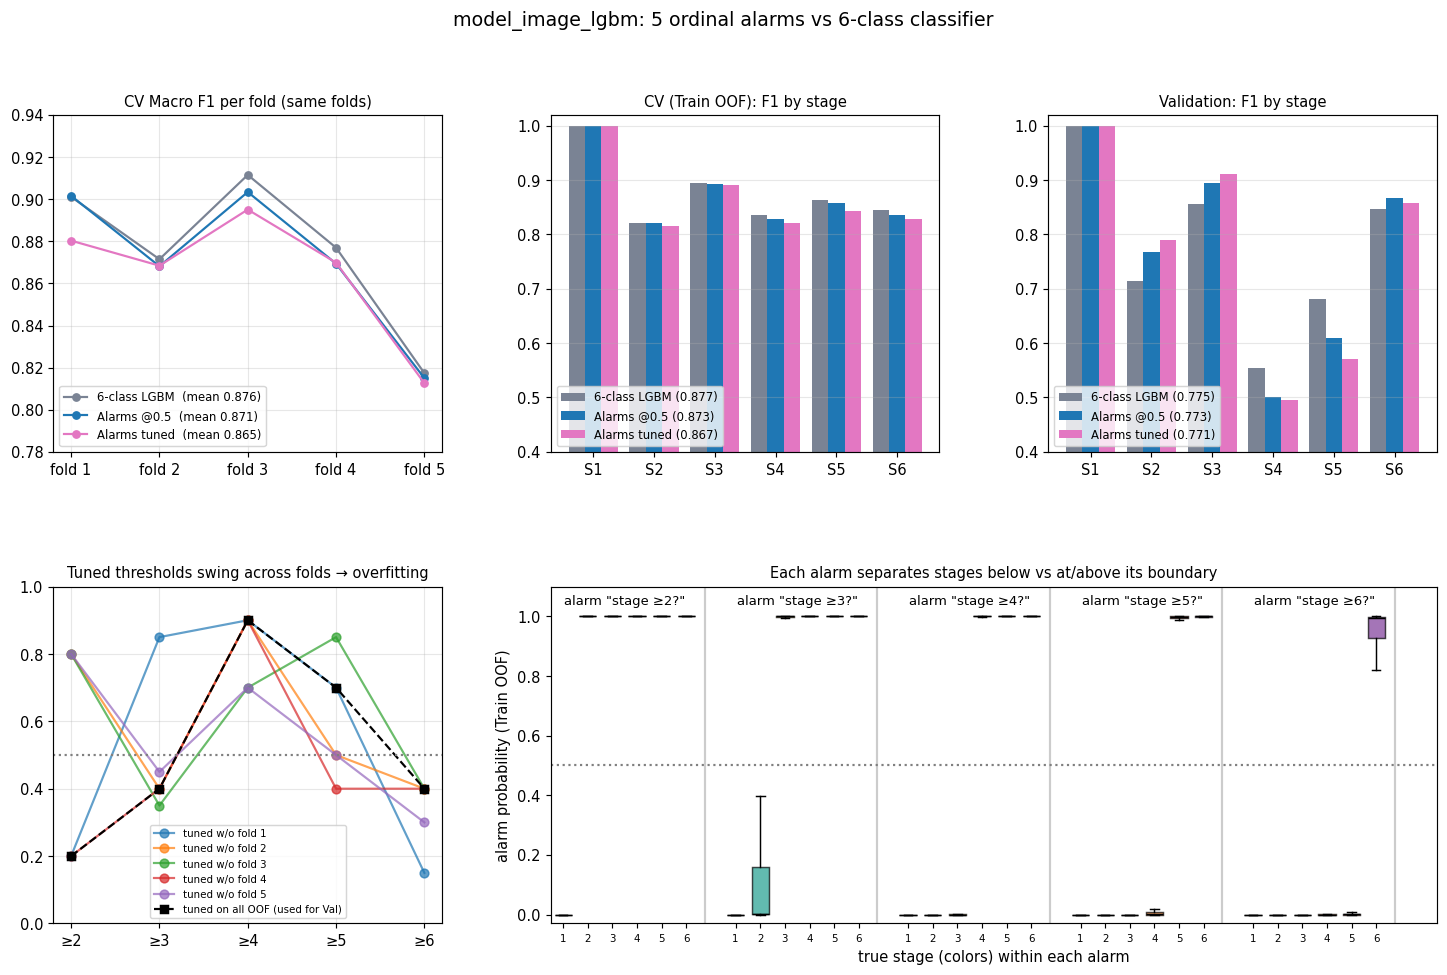 model_image_lgbm: 5 ordinal alarms vs 6-class classifier
CV Macro F1 per fold (same folds)
0.94
0.92
0.90
0.88
0.86
0.84
0.82
0.80
0.78
6-class LGBM  (mean 0.876)
Alarms @0.5  (mean 0.871)
Alarms tuned  (mean 0.865)
fold 1 fold 2 fold 3 fold 4 fold 5
CV (Train OOF): F1 by stage
1.0
0.9
0.8
0.7
0.6
0.5
0.4
6-class LGBM (0.877)
Alarms @0.5 (0.873)
Alarms tuned (0.867)
S1 S2 S3 S4 S5 S6
Validation: F1 by stage
1.0
0.9
0.8
0.7
0.6
0.5
0.4
6-class LGBM (0.775)
Alarms @0.5 (0.773)
Alarms tuned (0.771)
S1 S2 S3 S4 S5 S6
Tuned thresholds swing across folds → overfitting
1.0
0.8
0.6
0.4
0.2
0.0
tuned w/o fold 1
tuned w/o fold 2
tuned w/o fold 3
tuned w/o fold 4
tuned w/o fold 5
tuned on all OOF (used for Val)
≥2 ≥3 ≥4 ≥5 ≥6
Each alarm separates stages below vs at/above its boundary
alarm "stage ≥2?" alarm "stage ≥3?" alarm "stage ≥4?" alarm "stage ≥5?" alarm "stage ≥6?"
alarm probability (Train OOF)
1.0
0.8
0.6
0.4
0.2
0.0
1 2 3 4 5 6 1 2 3 4 5 6 1 2 3 4 5 6 1 2 3 4 5 6 1 2 3 4 5 6
true stage (colors) within each alarm